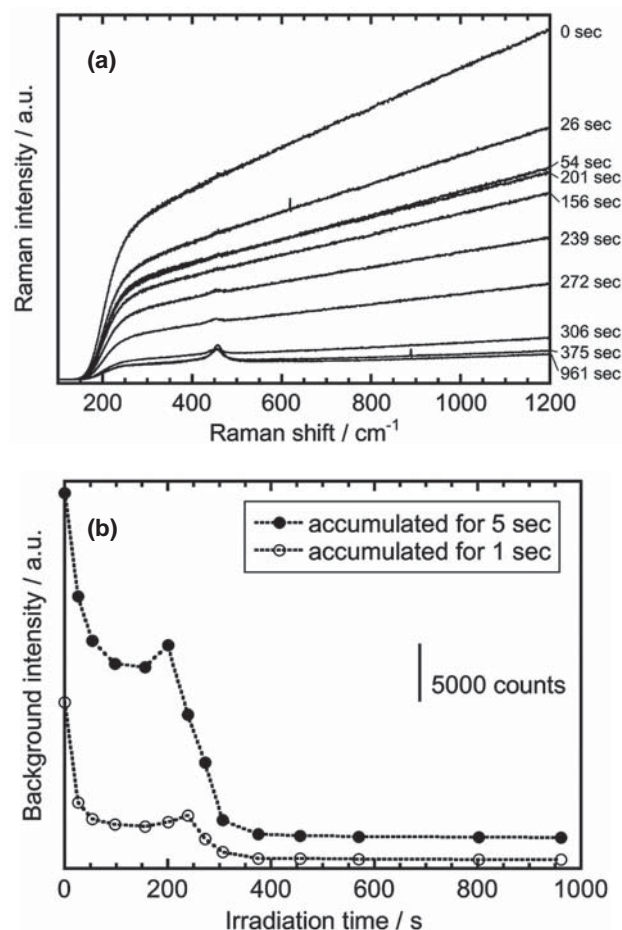 (a)
Raman intensity / a.u.
0 sec
26 sec
54 sec
201 sec
156 sec
239 sec
272 sec
306 sec
375 sec
961 sec
200 400 600 800 1000 1200
Raman shift / cm-1
(b)
accumulated for 5 sec
accumulated for 1 sec
5000 counts
Background intensity / a.u.
0 200 400 600 800 1000
Irradiation time / s